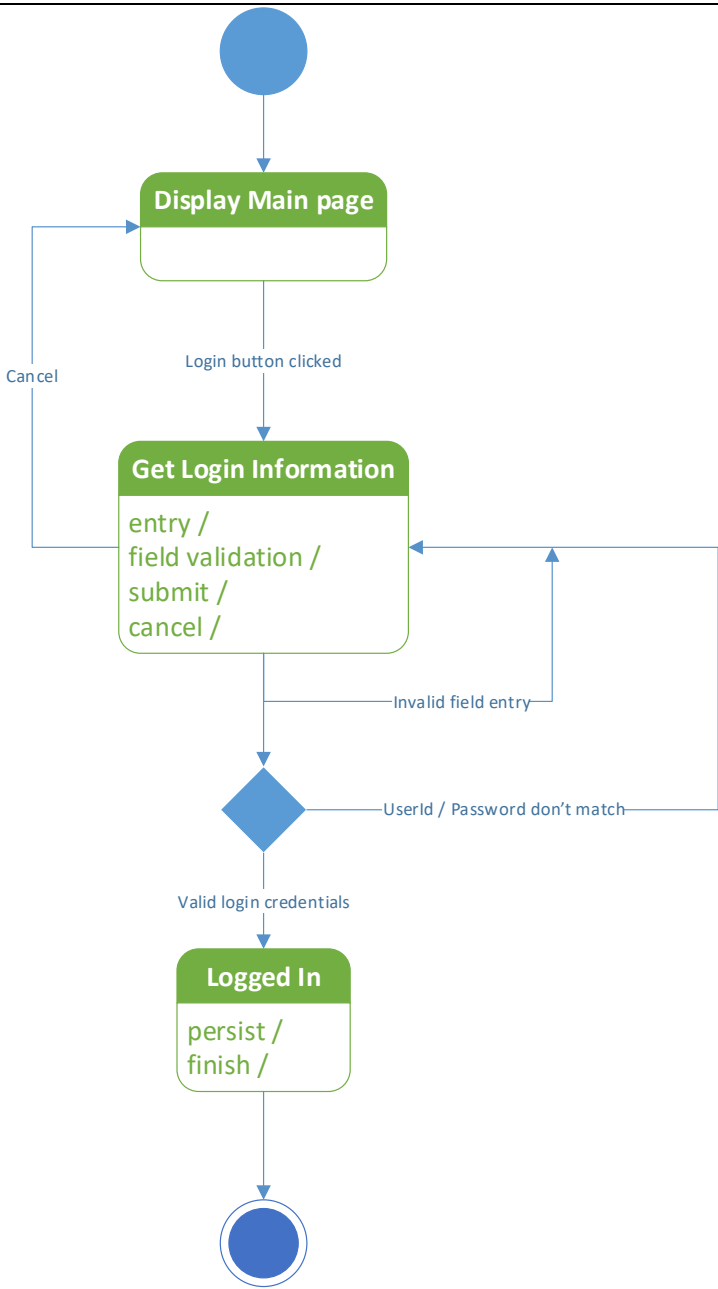 Display Main page
Login button clicked
Cancel
Get Login Information
entry /
field validation /
submit /
cancel /
Invalid field entry
UserId / Password don’t match
Valid login credentials
Logged In
persist /
finish /